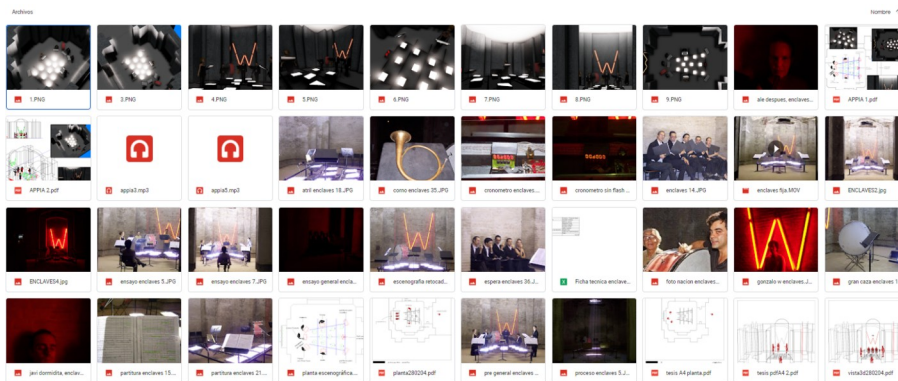 Archivos
Nombre
1.PNG
3.PNG
4.PNG
5.PNG
6.PNG
7.PNG
8.PNG
9.PNG
ale despues, enclaves...
APPIA 1.pdf
APPIA 2.pdf
appia3.mp3
appia5.mp3
atril enclaves 18.JPG
corno enclaves 35.JPG
cronometro enclaves...
cronometro sin flash...
enclaves 14.JPG
enclaves fija.MOV
ENCLAVES2.jpg
ENCLAVES4.jpg
ensayo enclaves 5.JPG
ensayo enclaves 7.JPG
ensayo general encla...
escenografia retocad...
espera enclaves 36.J...
Ficha tecnica enclave...
foto nacion enclaves...
gonzalo w enclaves.J...
gran caza enclaves 1
javi dormidita, enclav...
partitura enclaves 15....
partitura enclaves 21....
planta escenográfica....
planta280204.pdf
pre general enclaves ...
proceso enclaves 3.J...
tesis A4 planta.pdf
tesis pdfA4 2.pdf
vista3d280104.pdf